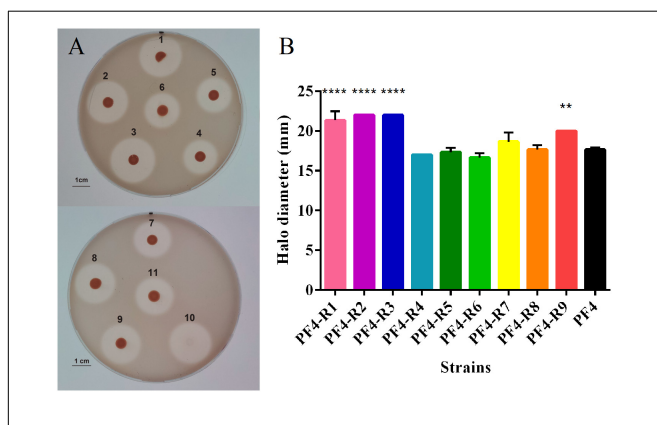 A
1
2
5
6
3
4
1cm
7
8
11
9
10
1 cm
B
**** **** **** **
Halo diameter (mm)
25
20
15
10
5
0
PF4-R1
PF4-R2
PF4-R3
PF4-R4
PF4-R5
PF4-R6
PF4-R7
PF4-R8
PF4-R9
PF4
Strains